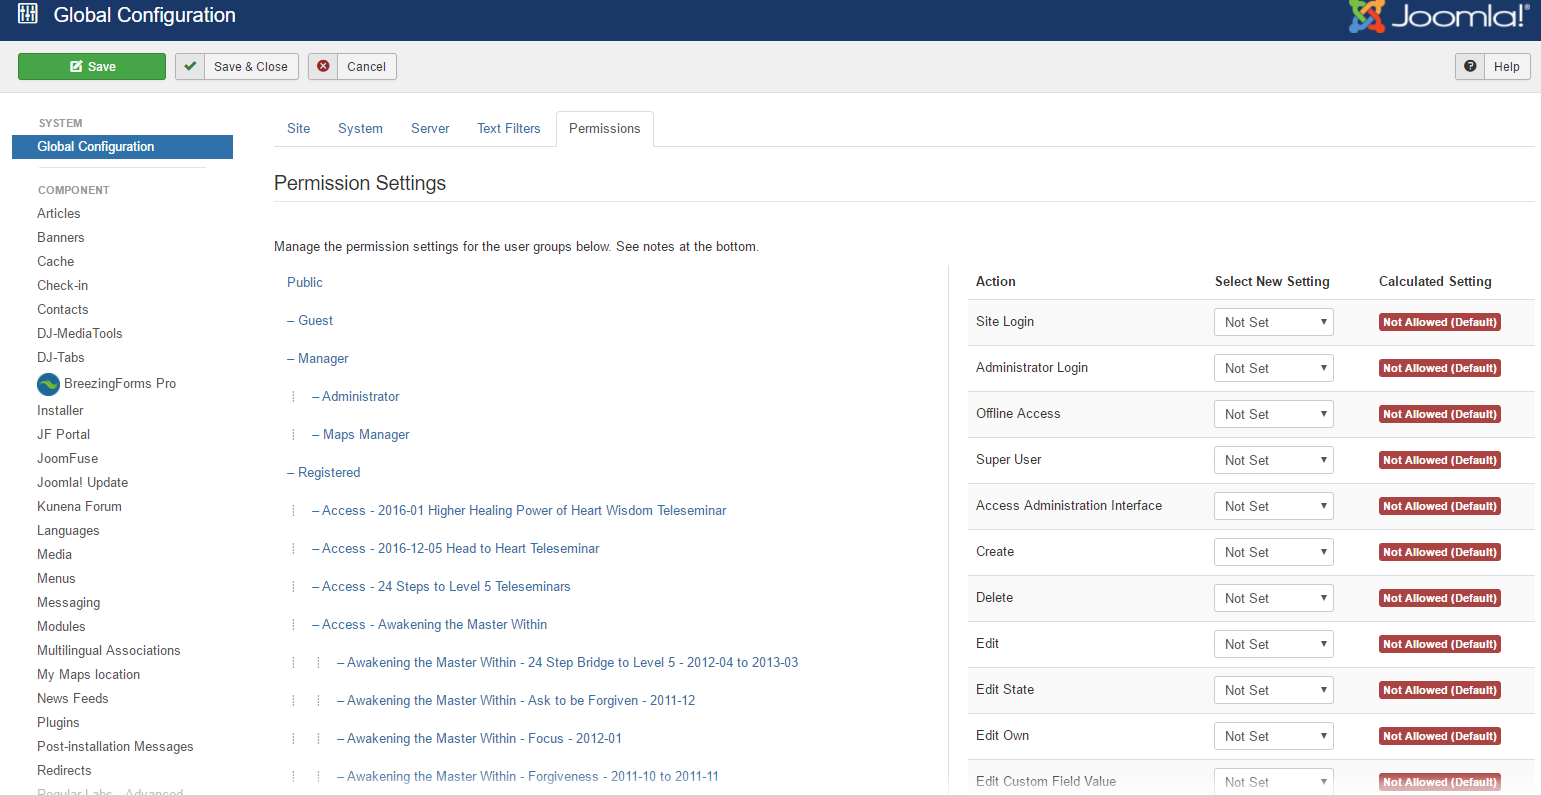 Global Configuration
Joomla!®
Save
Save & Close
Cancel
Help
SYSTEM
Global Configuration
COMPONENT
Articles
Banners
Cache
Check-in
Contacts
DJ-MediaTools
DJ-Tabs
BreezingForms Pro
Installer
JF Portal
JoomFuse
Joomla! Update
Kunena Forum
Languages
Media
Menus
Messaging
Modules
Multilingual Associations
My Maps location
News Feeds
Plugins
Post-installation Messages
Redirects
Regular Labs - Advanced
Site System Server Text Filters Permissions
Permission Settings
Manage the permission settings for the user groups below. See notes at the bottom.
Public
– Guest
– Manager
– Administrator
– Maps Manager
– Registered
– Access - 2016-01 Higher Healing Power of Heart Wisdom Teleseminar
– Access - 2016-12-05 Head to Heart Teleseminar
– Access - 24 Steps to Level 5 Teleseminars
– Access - Awakening the Master Within
– Awakening the Master Within - 24 Step Bridge to Level 5 - 2012-04 to 2013-03
– Awakening the Master Within - Ask to be Forgiven - 2011-12
– Awakening the Master Within - Focus - 2012-01
– Awakening the Master Within - Forgiveness - 2011-10 to 2011-11
Action Select New Setting Calculated Setting
Site Login Not Set Not Allowed (Default)
Administrator Login Not Set Not Allowed (Default)
Offline Access Not Set Not Allowed (Default)
Super User Not Set Not Allowed (Default)
Access Administration Interface Not Set Not Allowed (Default)
Create Not Set Not Allowed (Default)
Delete Not Set Not Allowed (Default)
Edit Not Set Not Allowed (Default)
Edit State Not Set Not Allowed (Default)
Edit Own Not Set Not Allowed (Default)
Edit Custom Field Value Not Set Not Allowed (Default)